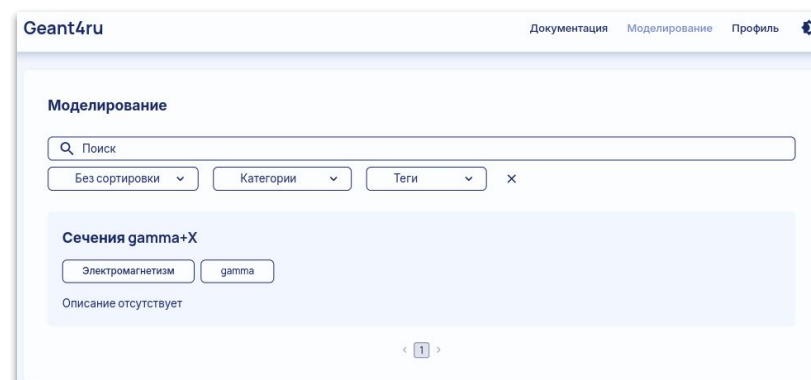 Geant4ru
Документация Моделирование Профиль
Моделирование
Поиск
Без сортировки Категории Теги
Сечения gamma+X
Электромагнетизм gamma
Описание отсутствует
1